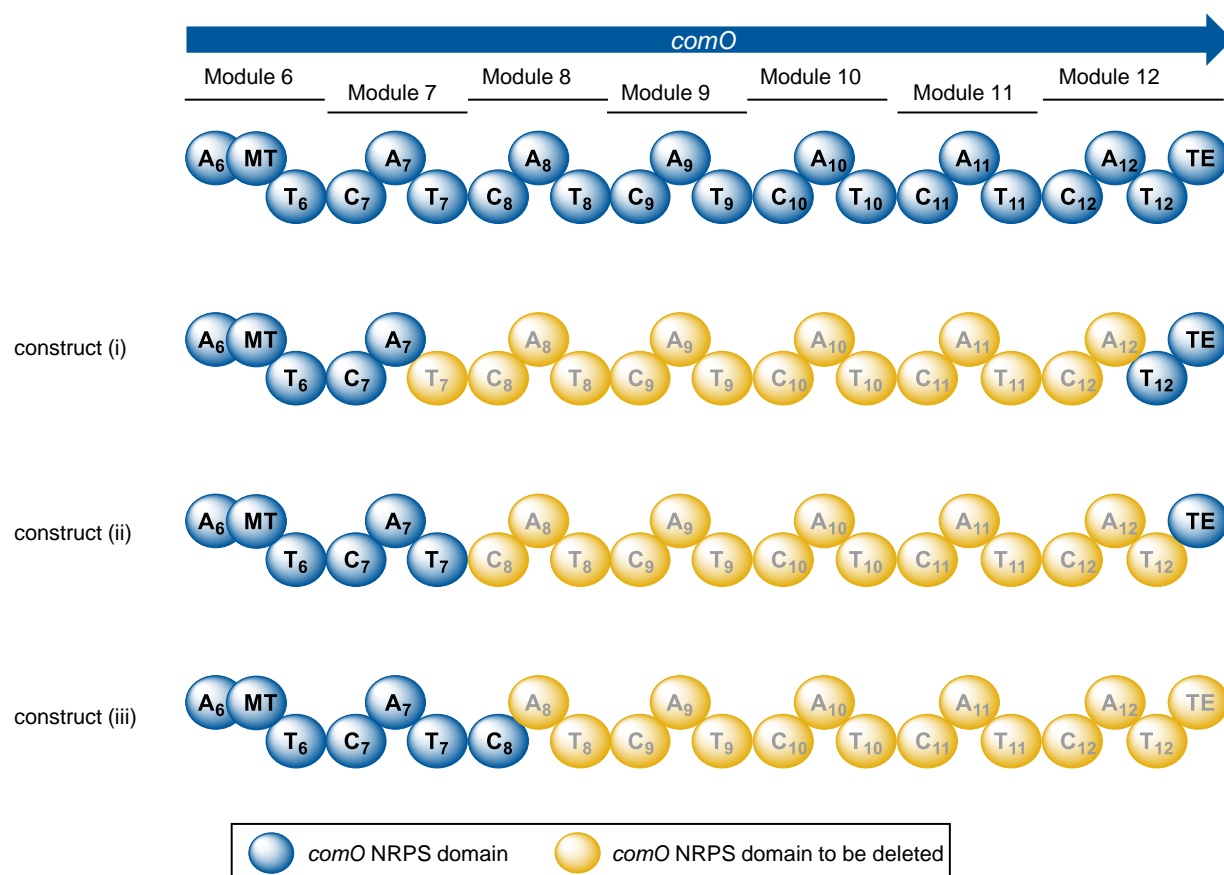 comO
Module 6 Module 7 Module 8 Module 9 Module 10 Module 11 Module 12
A6 MT A7 A8 A9 A10 A11 A12 TE
T6 C7 T7 C8 T8 C9 T9 C10 T10 C11 T11 C12 T12
construct (i)
A6 MT A7 A8 A9 A10 A11 A12 TE
T6 C7 T7 C8 T8 C9 T9 C10 T10 C11 T11 C12 T12
construct (ii)
A6 MT A7 A8 A9 A10 A11 A12 TE
T6 C7 T7 C8 T8 C9 T9 C10 T10 C11 T11 C12 T12
construct (iii)
A6 MT A7 A8 A9 A10 A11 A12 TE
T6 C7 T7 C8 T8 C9 T9 C10 T10 C11 T11 C12 T12
comO NRPS domain
comO NRPS domain to be deleted